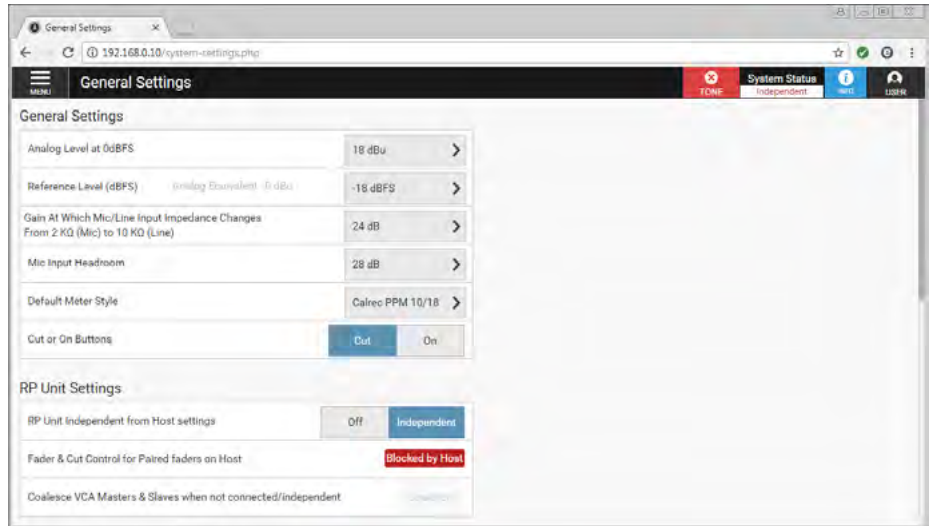 General Settings
192.168.0.10/system-settings.php
MENU
General Settings
TONE
System Status
Independent
INFO
USER
General Settings
Analog Level at 0dBFS
18 dBu
Reference Level (dBFS)
Analog Equivalent
-18 dBFS
Gain At Which Mic/Line Input Impedance Changes
From 2 KΩ (Mic) to 10 KΩ (Line)
24 dB
Mic Input Headroom
28 dB
Default Meter Style
Calrec PPM 10/18
Cut or On Buttons
Cut
On
RP Unit Settings
RP Unit Independent from Host settings
Off
Independent
Fader & Cut Control for Paired faders on Host
Blocked by Host
Coalesce VCA Masters & Slaves when not connected/independent